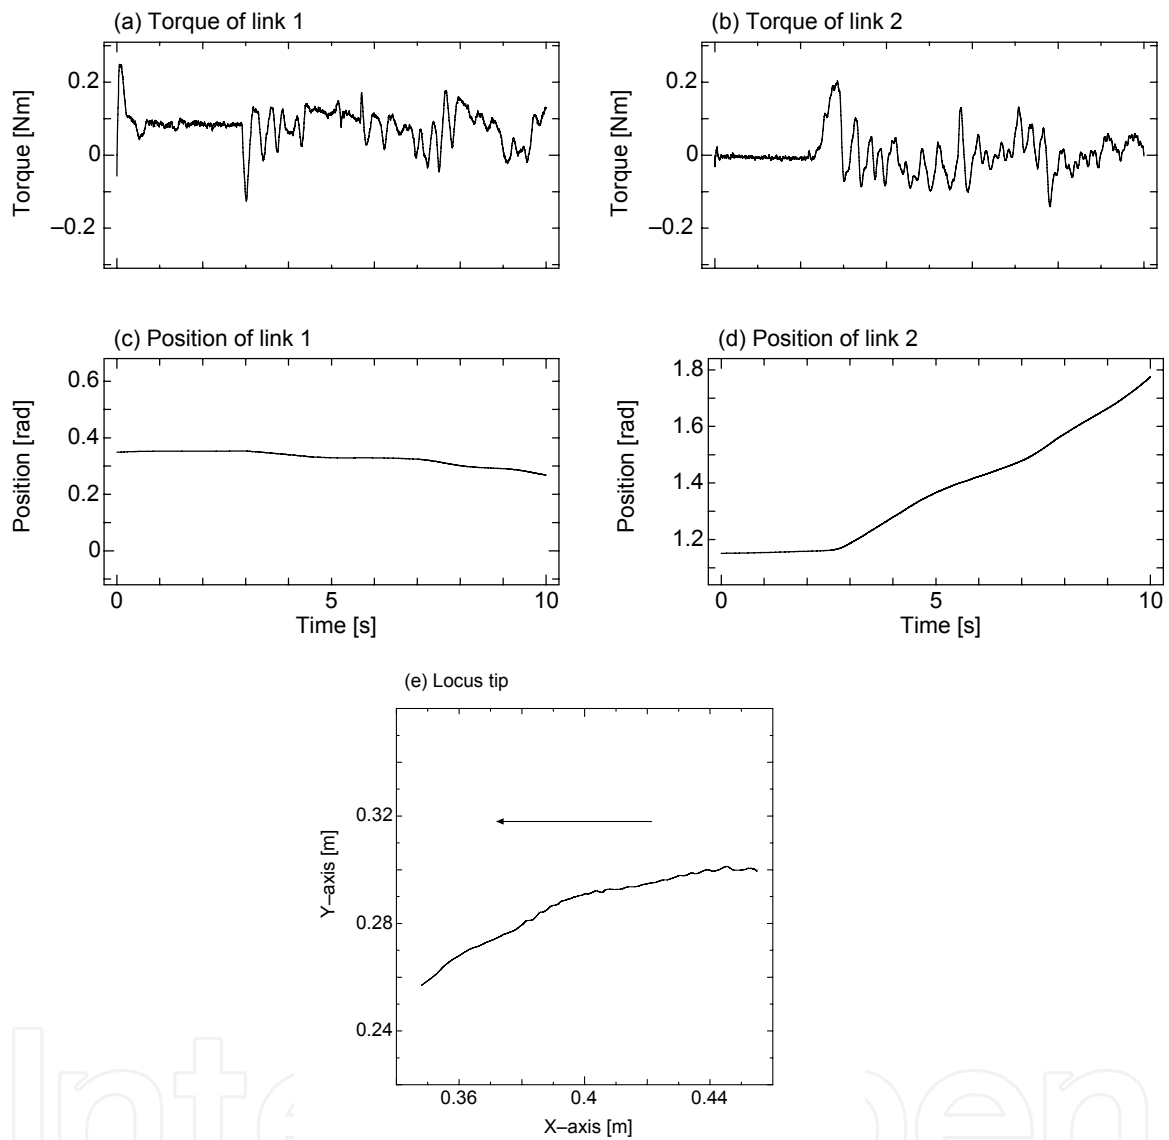 (a) Torque of link 1
(b) Torque of link 2
Torque [Nm]
0.2
0
–0.2
Torque [Nm]
0.2
0
–0.2
(c) Position of link 1
(d) Position of link 2
Position [rad]
0.6
0.4
0.2
0
0
5
10
Time [s]
Position [rad]
1.8
1.6
1.4
1.2
0
5
10
Time [s]
(e) Locus tip
Y–axis [m]
0.32
0.28
0.24
0.36
0.4
0.44
X–axis [m]